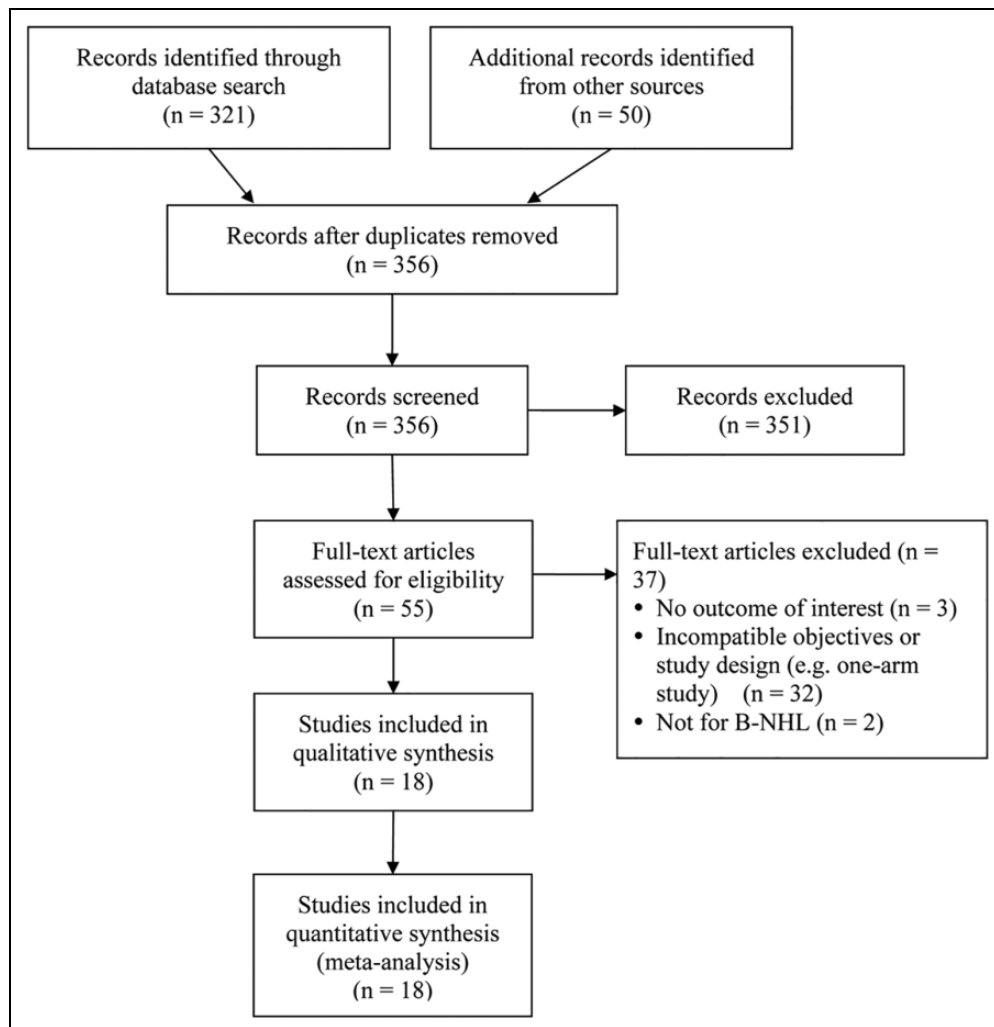 Records identified through
database search
(n = 321)
Additional records identified
from other sources
(n = 50)
Records after duplicates removed
(n = 356)
Records screened
(n = 356)
Records excluded
(n = 351)
Full-text articles
assessed for eligibility
(n = 55)
Full-text articles excluded (n =
37)
• No outcome of interest (n = 3)
• Incompatible objectives or
study design (e.g. one-arm
study) (n = 32)
• Not for B-NHL (n = 2)
Studies included in
qualitative synthesis
(n = 18)
Studies included in
quantitative synthesis
(meta-analysis)
(n = 18)